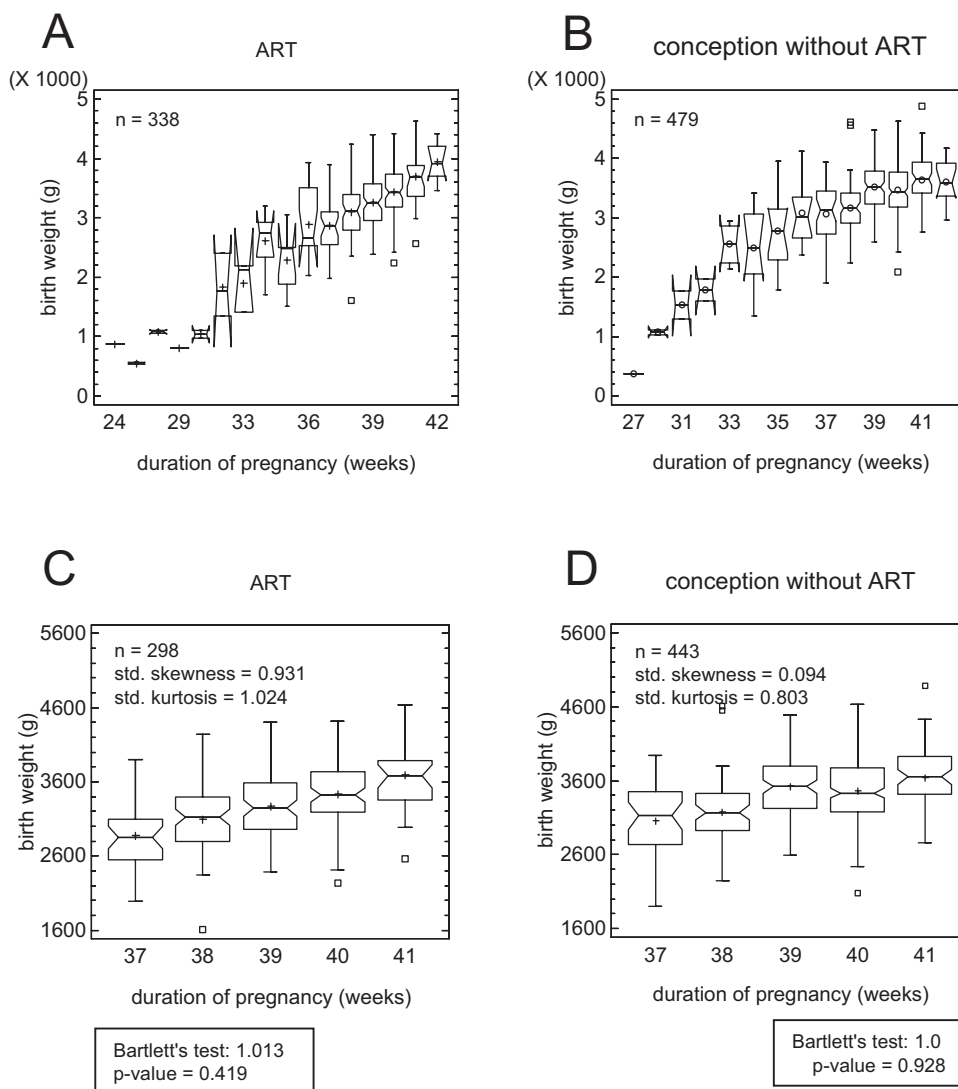 A
ART
(X 1000)
n = 338
birth weight (g)
5
4
3
2
1
0
24 29 33 36 39 42
duration of pregnancy (weeks)
B
conception without ART
(X 1000)
n = 479
birth weight (g)
5
4
3
2
1
0
27 31 33 35 37 39 41
duration of pregnancy (weeks)
C
ART
n = 298
std. skewness = 0.931
std. kurtosis = 1.024
birth weight (g)
5600
4600
3600
2600
1600
37 38 39 40 41
duration of pregnancy (weeks)
Bartlett's test: 1.013
p-value = 0.419
D
conception without ART
n = 443
std. skewness = 0.094
std. kurtosis = 0.803
birth weight (g)
5600
4600
3600
2600
1600
37 38 39 40 41
duration of pregnancy (weeks)
Bartlett's test: 1.0
p-value = 0.928